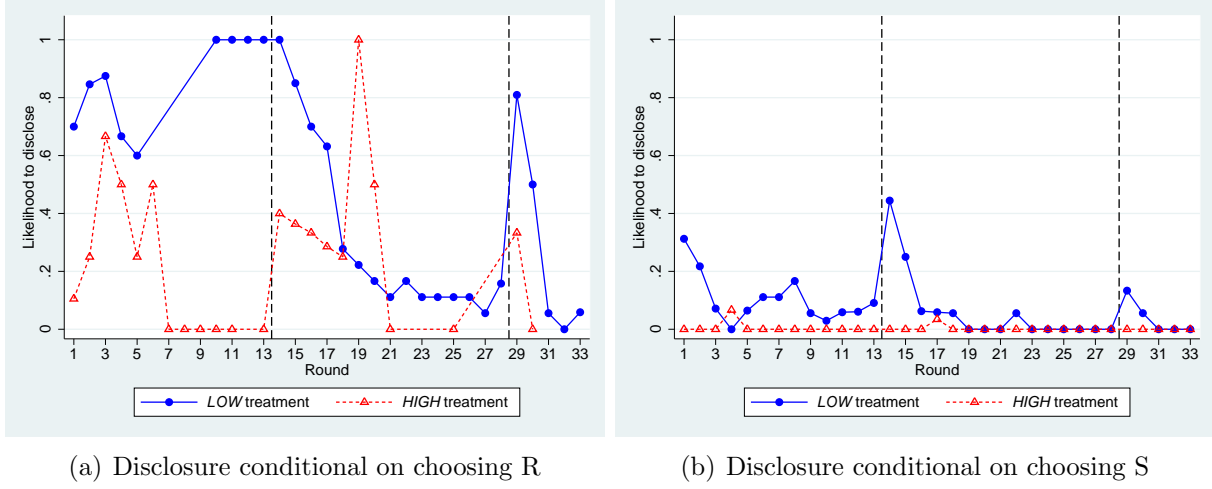 Likelihood to disclose
0 .2 .4 .6 .8 1
1 3 5 7 9 11 13 15 17 19 21 23 25 27 29 31 33
Round
LOW treatment HIGH treatment
(a) Disclosure conditional on choosing R
Likelihood to disclose
0 .2 .4 .6 .8 1
1 3 5 7 9 11 13 15 17 19 21 23 25 27 29 31 33
Round
LOW treatment HIGH treatment
(b) Disclosure conditional on choosing S